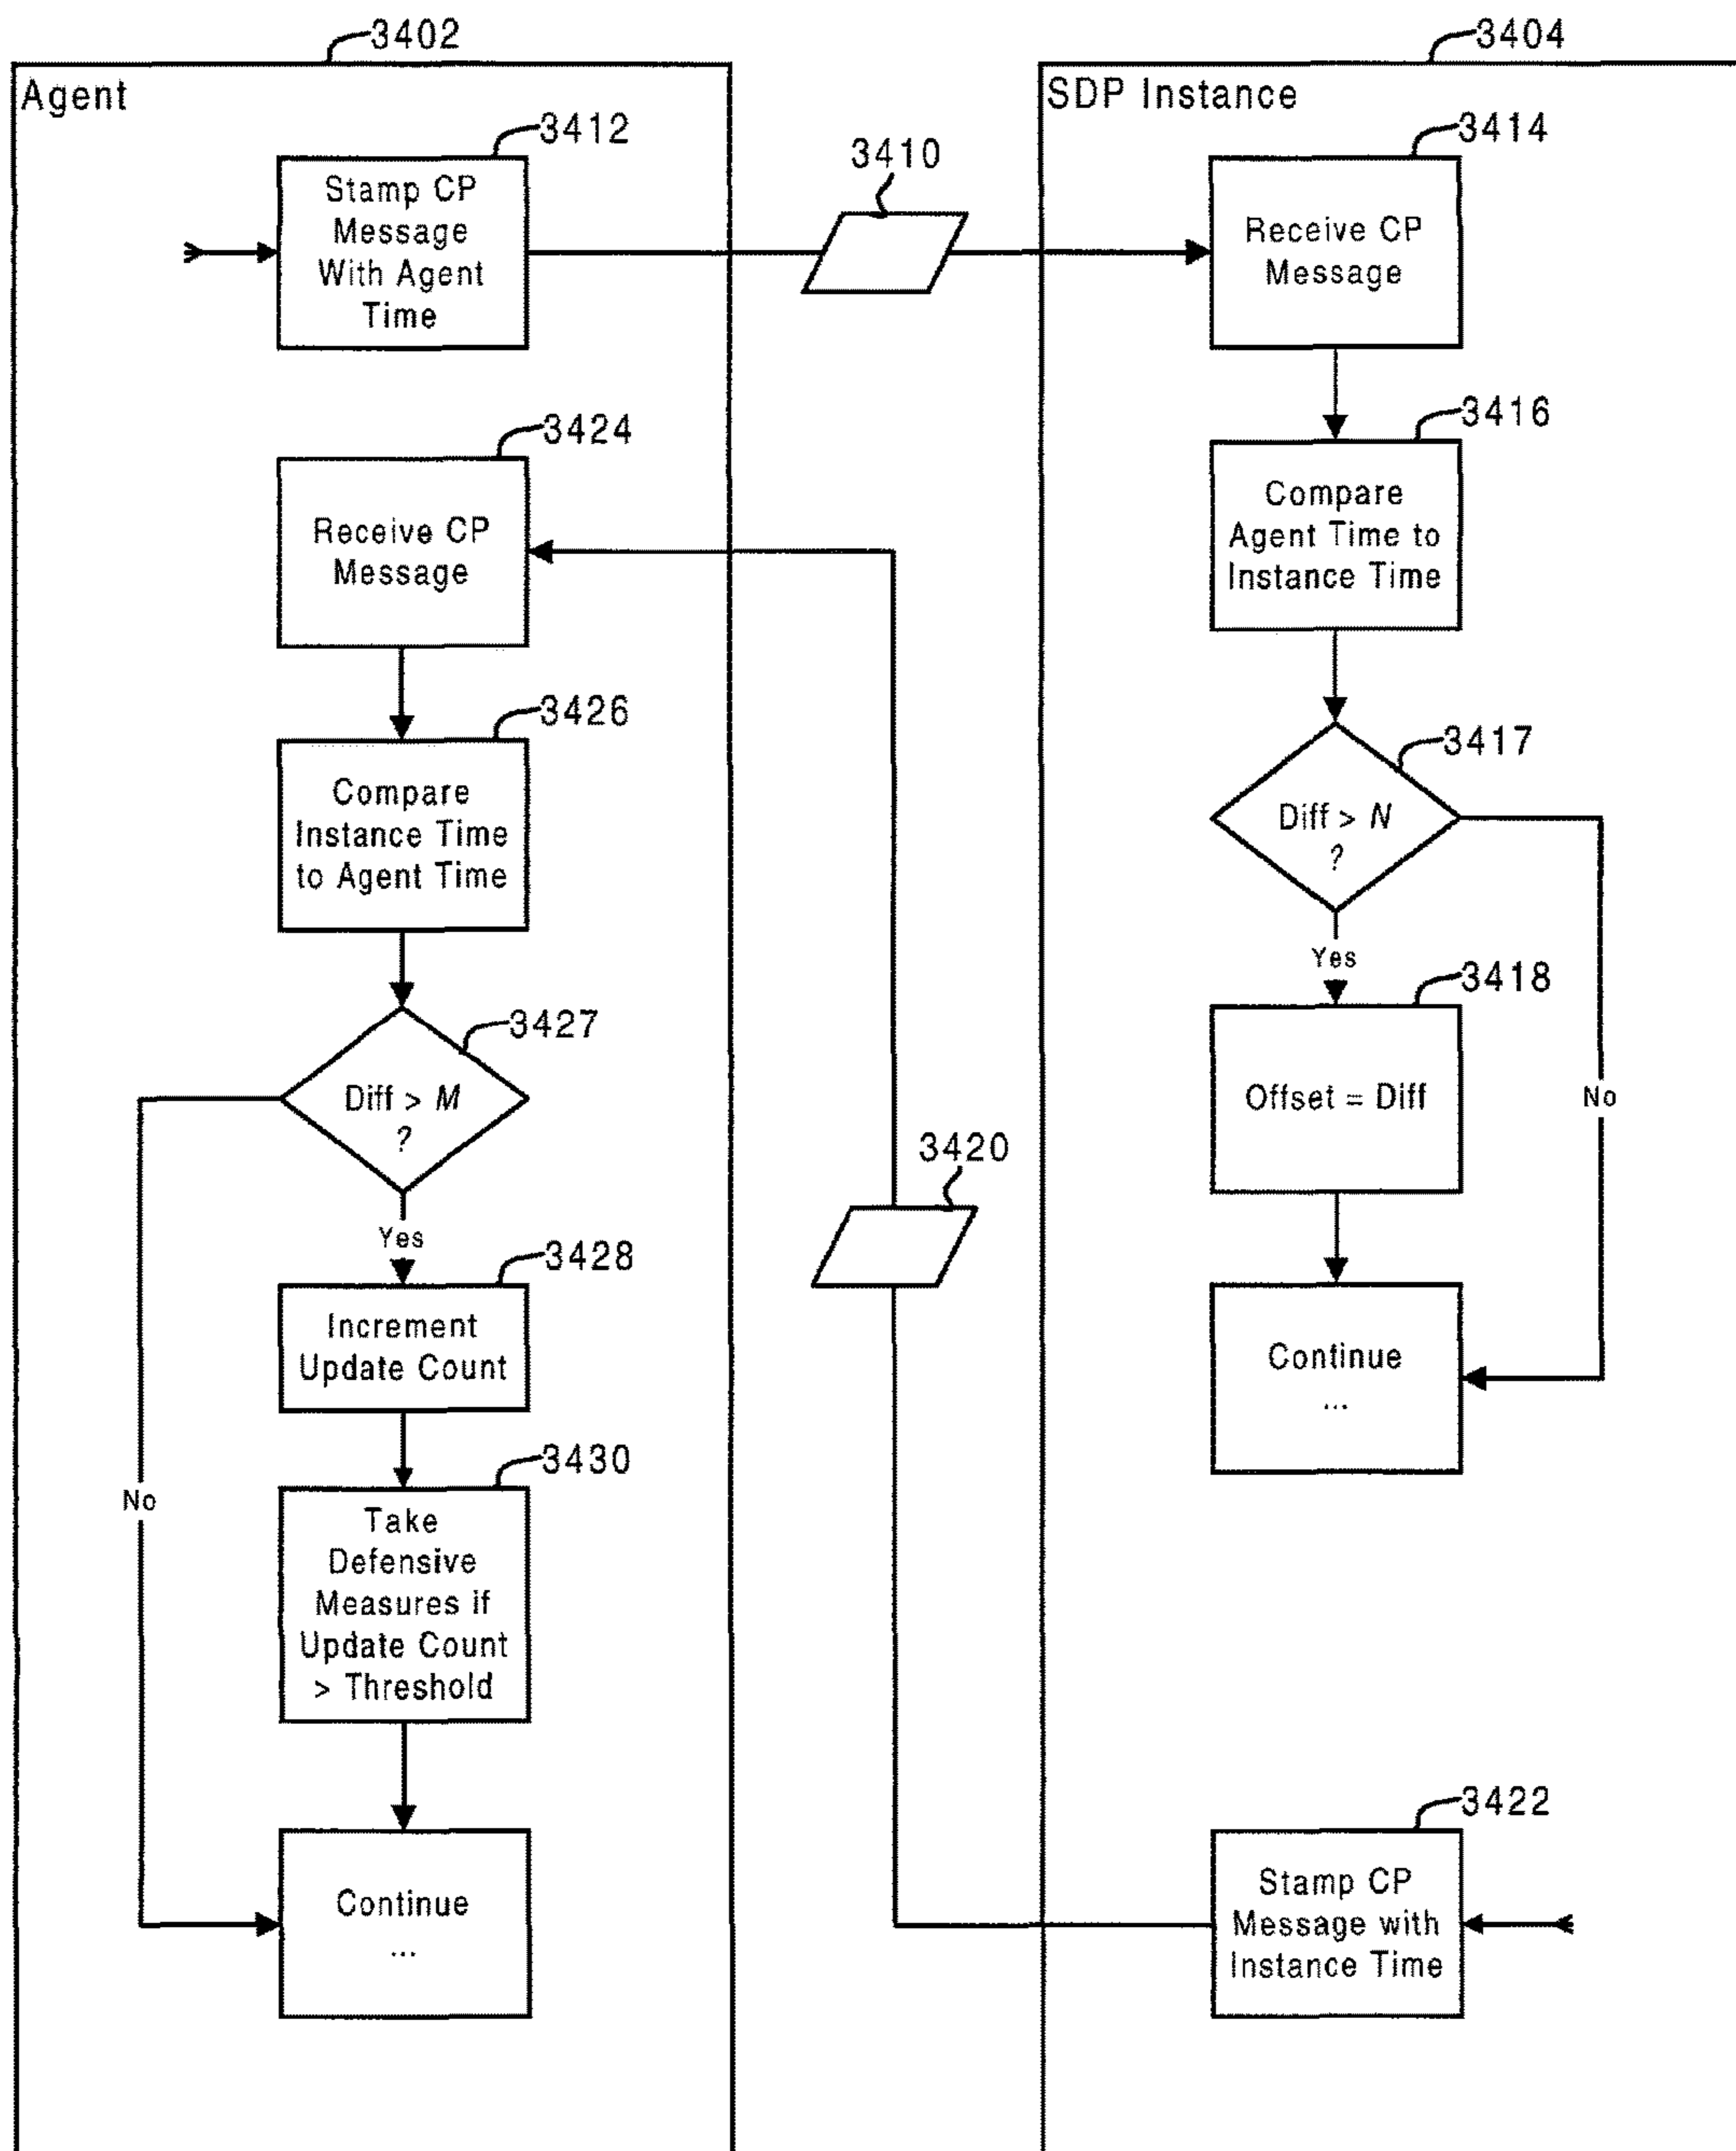 3402
3404
Agent
SDP Instance
3412
3410
3414
Stamp CP
Message
With Agent
Time
Receive CP
Message
3424
3416
Receive CP
Message
Compare
Agent Time to
Instance Time
3426
3417
Compare
Instance Time
to Agent Time
Diff > N
?
Yes
3418
3427
Diff > M
?
Offset = Diff
No
3420
Yes
3428
Increment
Update Count
Continue
...
3430
No
Take
Defensive
Measures if
Update Count
> Threshold
3422
Continue
...
Stamp CP
Message with
Instance Time